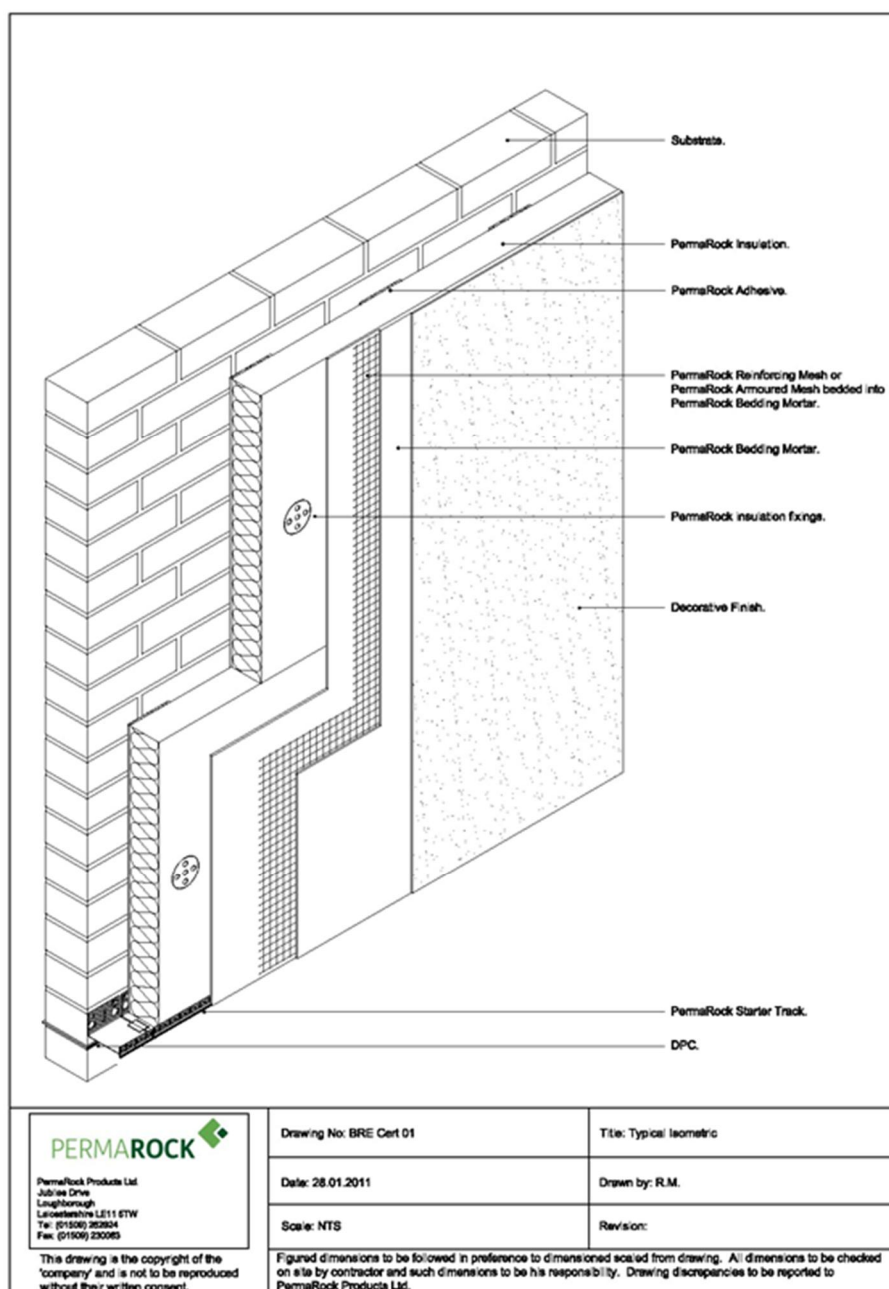 Substrate.
PermaRock Insulation.
PermaRock Adhesive.
PermaRock Reinforcing Mesh or
PermaRock Armoured Mesh bedded into
PermaRock Bedding Mortar.
PermaRock Bedding Mortar.
PermaRock insulation fixings.
Decorative Finish.
PermaRock Starter Track.
DPC.
PERMAROCK
PermaRock Products Ltd.
Jubilee Drive
Loughborough
Leicestershire LE11 5TW
Tel: (01509) 262924
Fax: (01509) 230063
This drawing is the copyright of the
'company' and is not to be reproduced
without their written consent.
Drawing No: BRE Cert 01
Title: Typical Isometric
Date: 28.01.2011
Drawn by: R.M.
Scale: NTS
Revision:
Figured dimensions to be followed in preference to dimensioned scaled from drawing. All dimensions to be checked
on site by contractor and such dimensions to be his responsibility. Drawing discrepancies to be reported to
PermaRock Products Ltd.